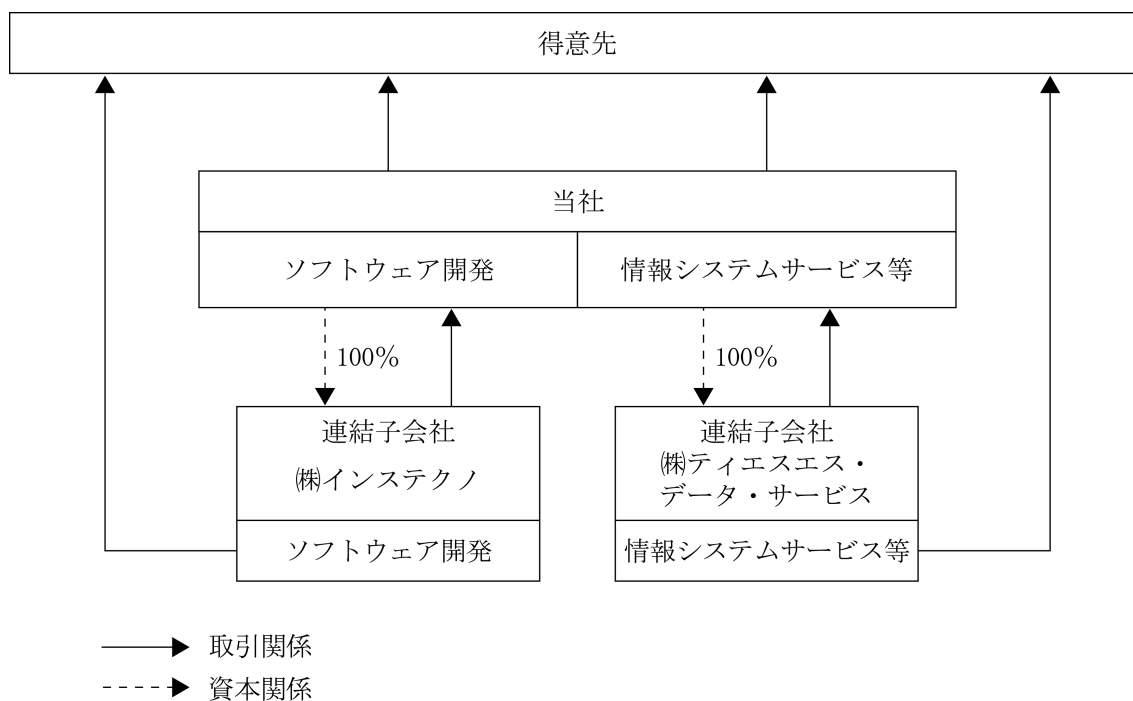 得意先
当社
ソフトウェア開発
情報システムサービス等
100%
100%
連結子会社
㈱インステクノ
ソフトウェア開発
連結子会社
㈱ティエスエス・
データ・サービス
情報システムサービス等
取引関係
資本関係